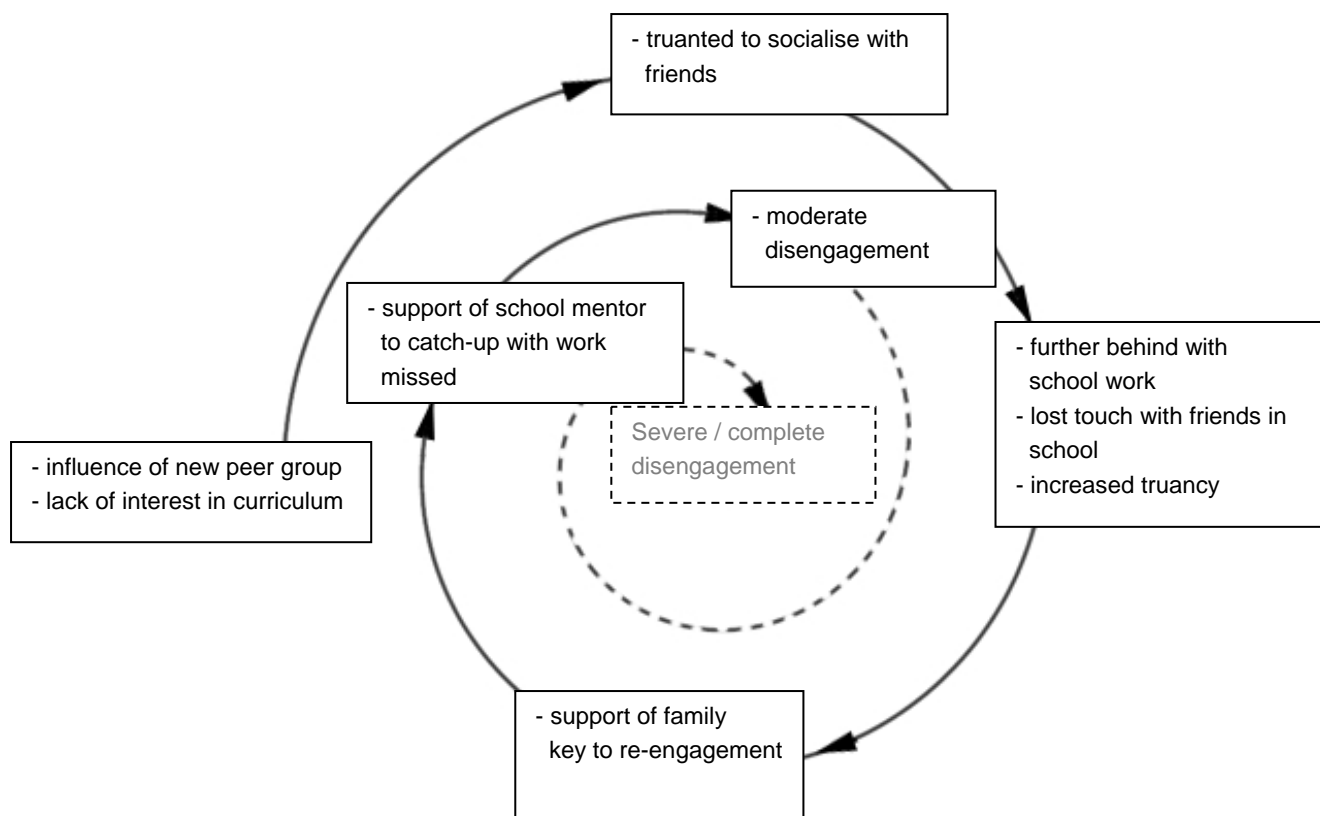 - truanted to socialise with
friends
- moderate
disengagement
- support of school mentor
to catch-up with work
missed
- further behind with
school work
- lost touch with friends in
school
- increased truancy
Severe / complete
disengagement
- influence of new peer group
- lack of interest in curriculum
- support of family
key to re-engagement